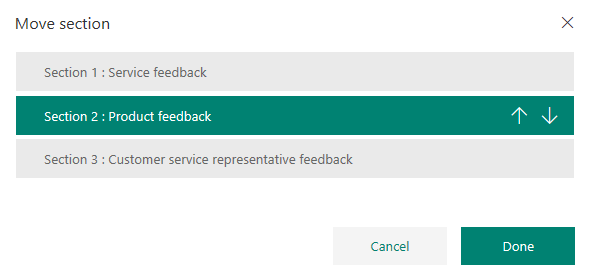 Move section
Section 1 : Service feedback
Section 2 : Product feedback
Section 3 : Customer service representative feedback
Cancel
Done